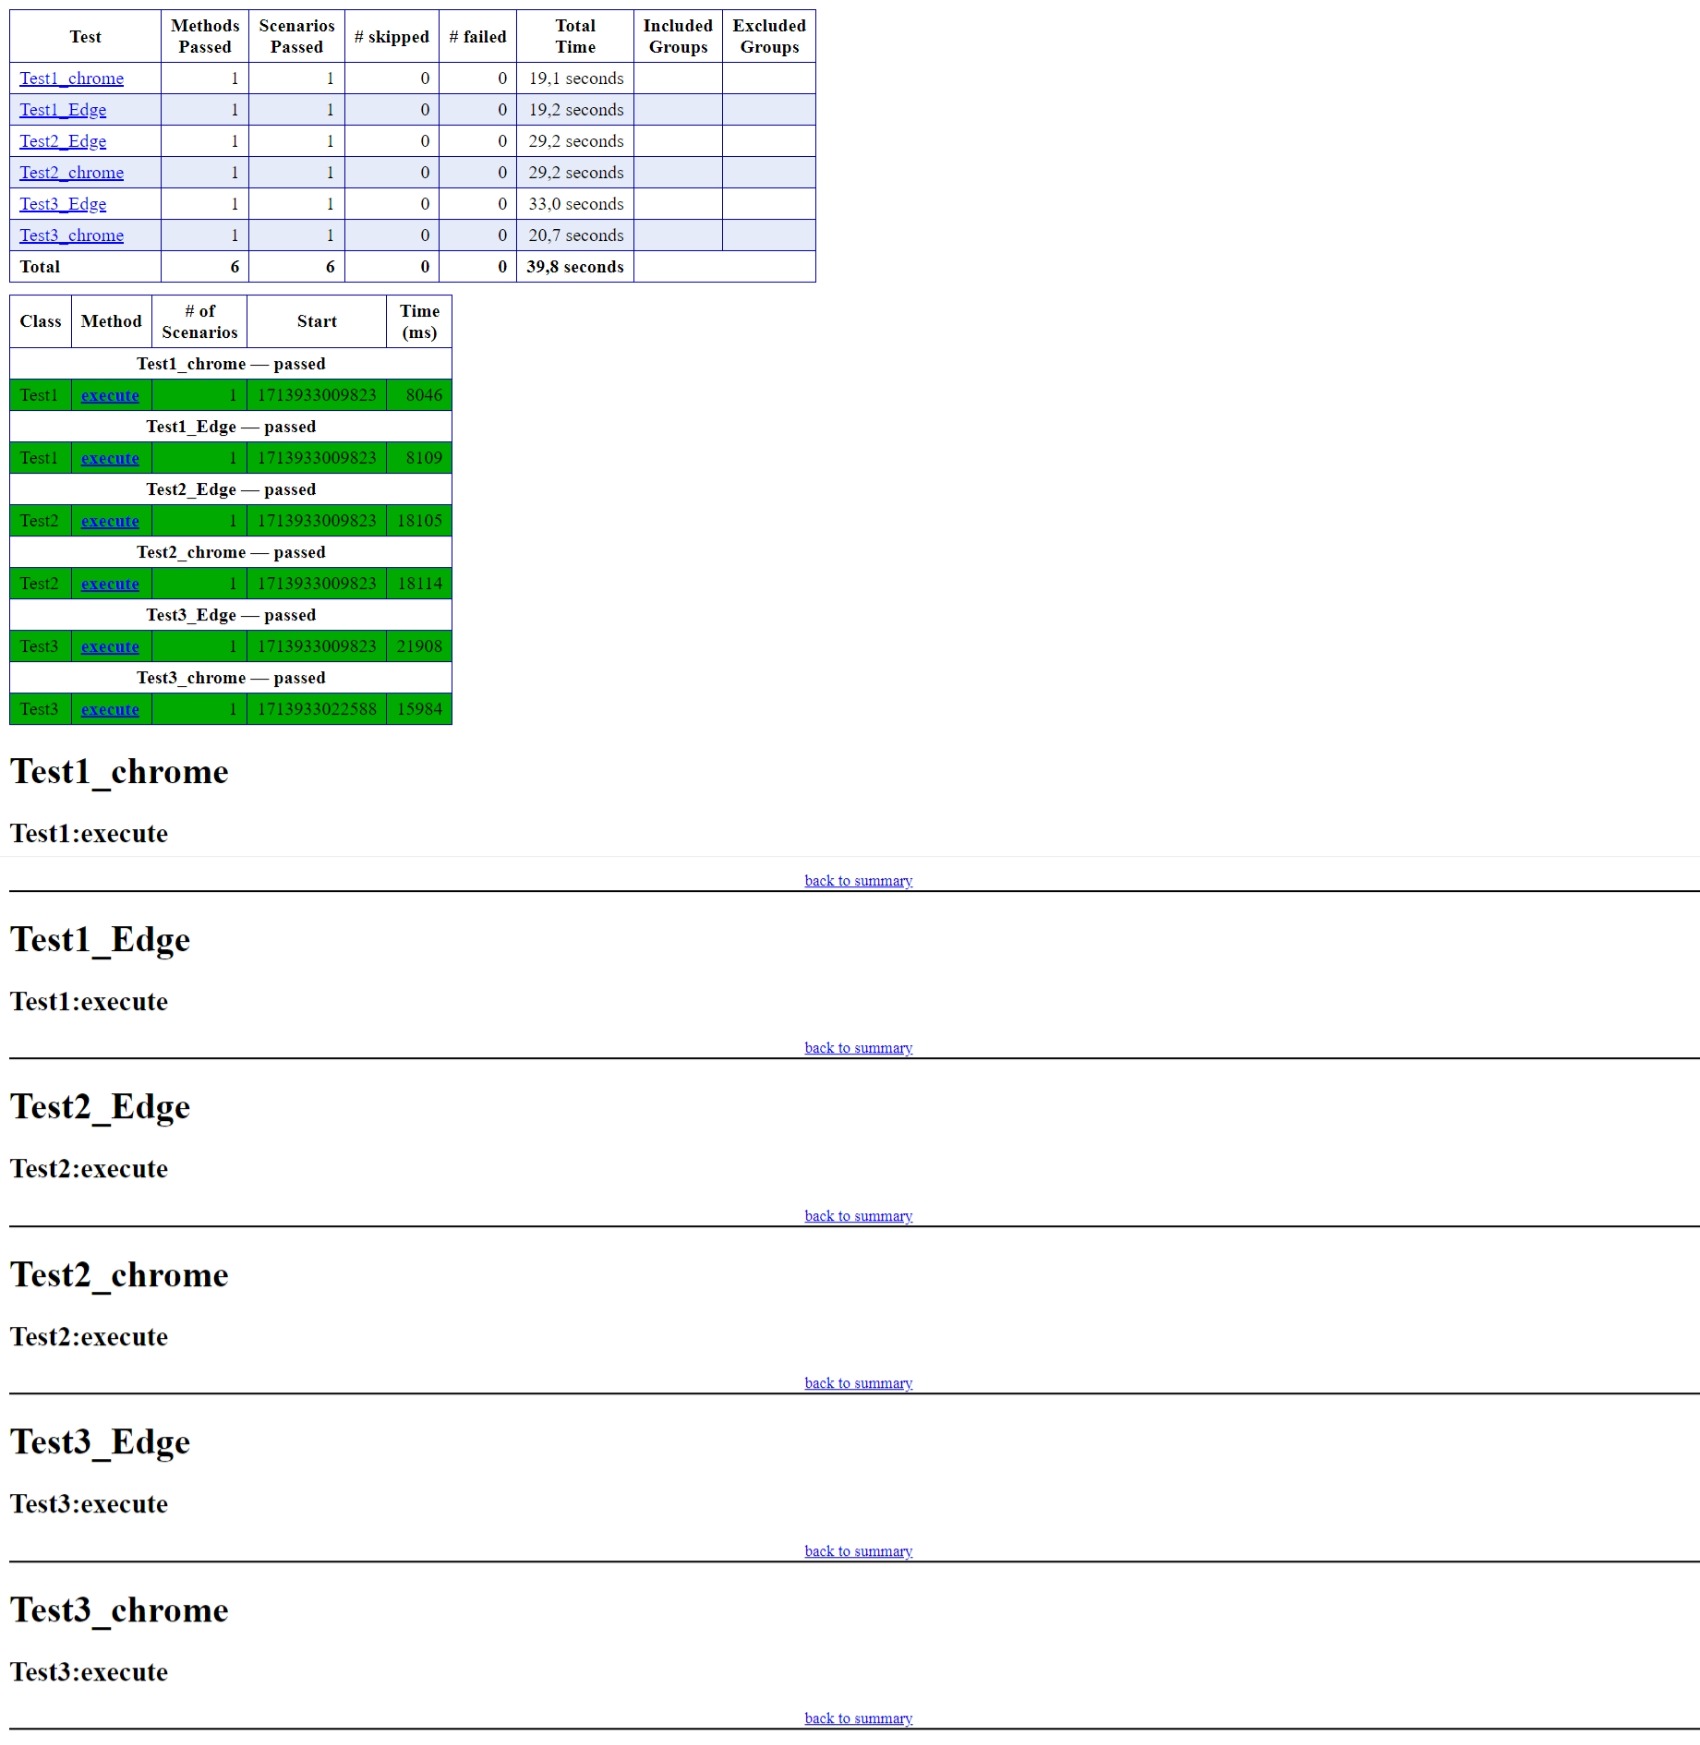 Test Methods Passed Scenarios Passed # skipped # failed Total Time Included Groups Excluded Groups
Test1_chrome 1 1 0 0 19,1 seconds
Test1_Edge 1 1 0 0 19,2 seconds
Test2_Edge 1 1 0 0 29,2 seconds
Test2_chrome 1 1 0 0 29,2 seconds
Test3_Edge 1 1 0 0 33,0 seconds
Test3_chrome 1 1 0 0 20,7 seconds
Total 6 6 0 0 39,8 seconds
Class Method # of Scenarios Start Time (ms)
Test1_chrome — passed
Test1 execute 1 1713933009823 8046
Test1_Edge — passed
Test1 execute 1 1713933009823 8109
Test2_Edge — passed
Test2 execute 1 1713933009823 18105
Test2_chrome — passed
Test2 execute 1 1713933009823 18114
Test3_Edge — passed
Test3 execute 1 1713933009823 21908
Test3_chrome — passed
Test3 execute 1 1713933022588 15984
Test1_chrome
Test1:execute
back to summary
Test1_Edge
Test1:execute
back to summary
Test2_Edge
Test2:execute
back to summary
Test2_chrome
Test2:execute
back to summary
Test3_Edge
Test3:execute
back to summary
Test3_chrome
Test3:execute
back to summary